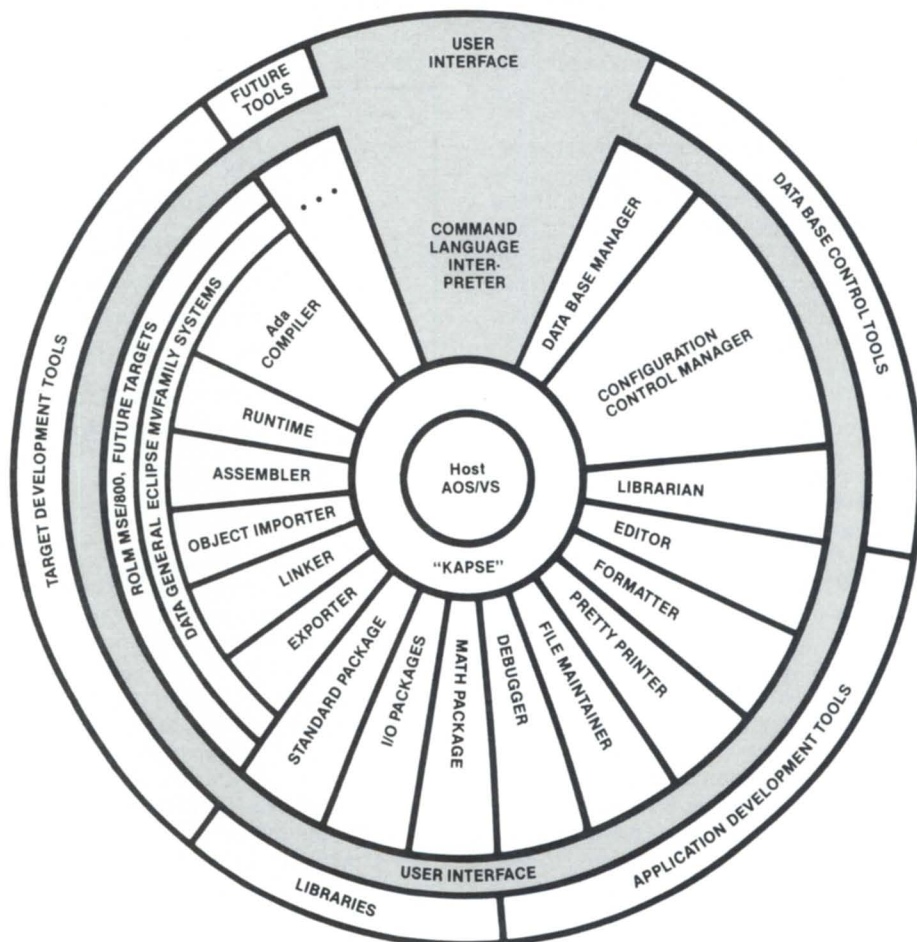 USER
INTERFACE
FUTURE
TOOLS
DATA BASE CONTROL TOOLS
APPLICATION DEVELOPMENT TOOLS
LIBRARIES
TARGET DEVELOPMENT TOOLS
USER INTERFACE
ROLM MSE/800, FUTURE TARGETS
DATA GENERAL ECLIPSE MV/FAMILY SYSTEMS
COMMAND
LANGUAGE
INTER-
PRETER
DATA BASE MANAGER
CONFIGURATION
CONTROL MANAGER
LIBRARIAN
EDITOR
FORMATTER
PRETTY PRINTER
FILE MAINTAINER
DEBUGGER
MATH PACKAGE
I/O PACKAGES
STANDARD PACKAGE
EXPORTER
LINKER
OBJECT IMPORTER
ASSEMBLER
RUNTIME
Ada
COMPILER
...
Host
AOS/VS
"KAPSE"